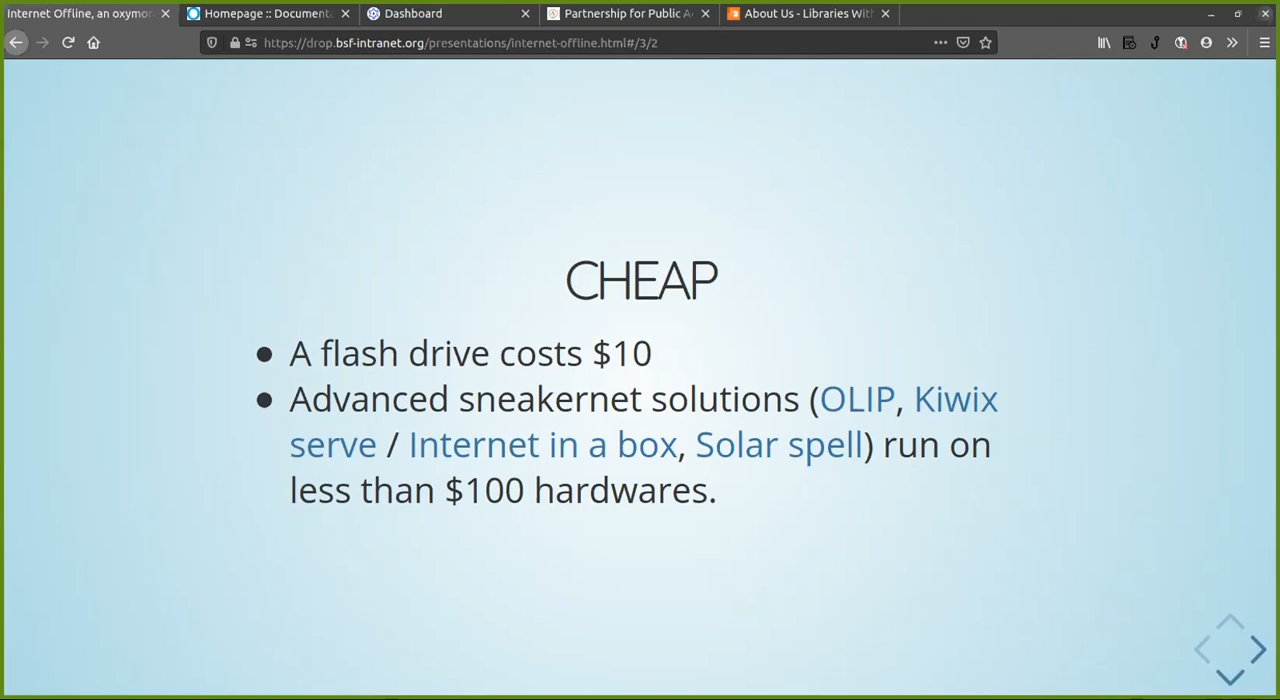 Internet Offline, an oxymor
Homepage :: Documenta
Dashboard
Partnership for Public A
About Us - Libraries With
https://drop.bsf-intranet.org/presentations/internet-offline.html#/3/2
CHEAP
● A flash drive costs $10
● Advanced sneakernet solutions (OLIP, Kiwix
serve / Internet in a box, Solar spell) run on
less than $100 hardwares.